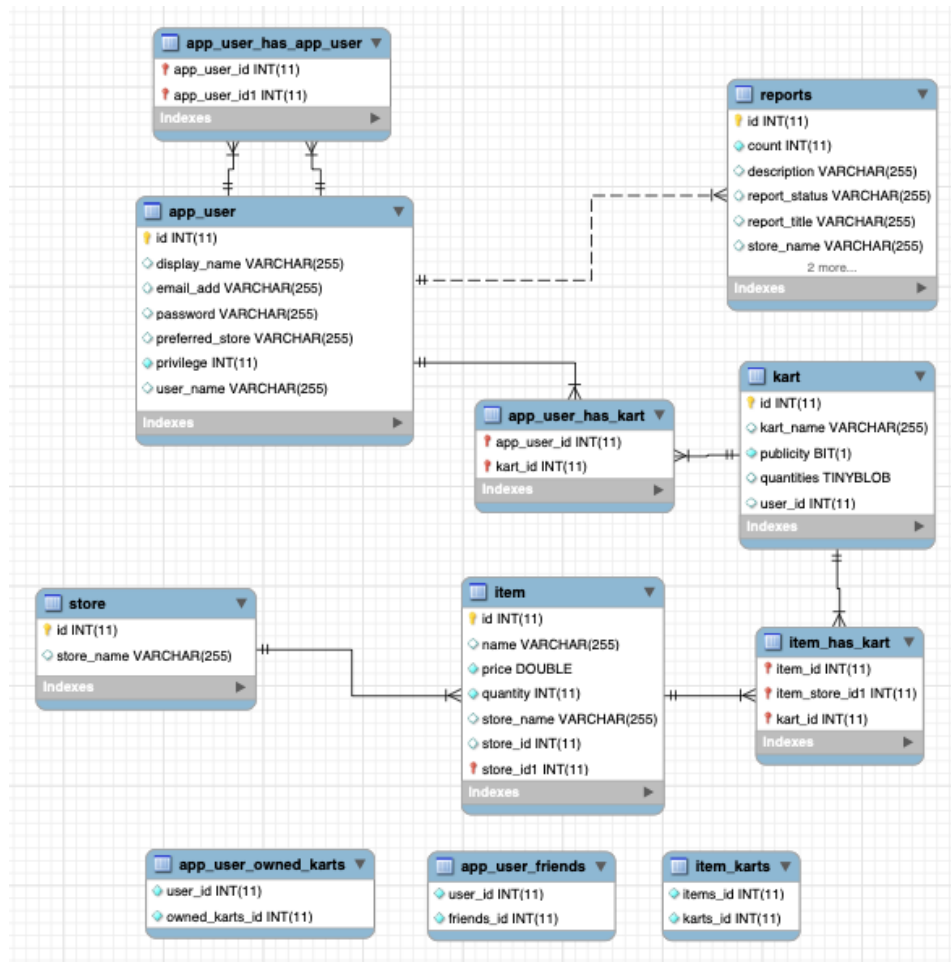 app_user_has_app_user
app_user_id INT(11)
app_user_id1 INT(11)
Indexes
reports
id INT(11)
count INT(11)
description VARCHAR(255)
report_status VARCHAR(255)
report_title VARCHAR(255)
store_name VARCHAR(255)
2 more...
Indexes
app_user
id INT(11)
display_name VARCHAR(255)
email_add VARCHAR(255)
password VARCHAR(255)
preferred_store VARCHAR(255)
privilege INT(11)
user_name VARCHAR(255)
Indexes
kart
id INT(11)
kart_name VARCHAR(255)
publicity BIT(1)
quantities TINYBLOB
user_id INT(11)
Indexes
app_user_has_kart
app_user_id INT(11)
kart_id INT(11)
Indexes
store
id INT(11)
store_name VARCHAR(255)
Indexes
item
id INT(11)
name VARCHAR(255)
price DOUBLE
quantity INT(11)
store_name VARCHAR(255)
store_id INT(11)
store_id1 INT(11)
Indexes
item_has_kart
item_id INT(11)
item_store_id1 INT(11)
kart_id INT(11)
Indexes
app_user_owned_karts
user_id INT(11)
owned_karts_id INT(11)
app_user_friends
user_id INT(11)
friends_id INT(11)
item_karts
items_id INT(11)
karts_id INT(11)